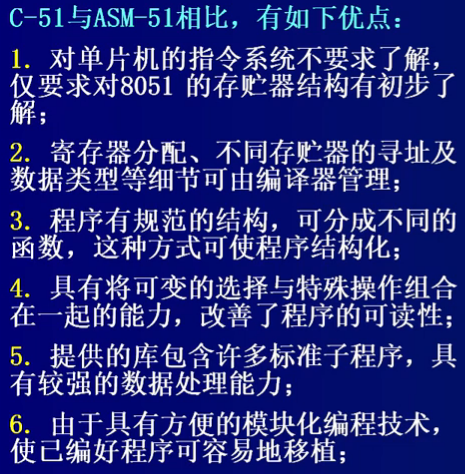 C-51与ASM-51相比，有如下优点：
1. 对单片机的指令系统不要求了解，
仅要求对8051 的存贮器结构有初步了
解；
2. 寄存器分配、不同存贮器的寻址及
数据类型等细节可由编译器管理；
3. 程序有规范的结构，可分成不同的
函数，这种方式可使程序结构化；
4. 具有将可变的选择与特殊操作组合
在一起的能力，改善了程序的可读性；
5. 提供的库包含许多标准子程序，具
有较强的数据处理能力；
6. 由于具有方便的模块化编程技术，
使已编好程序可容易地移植；